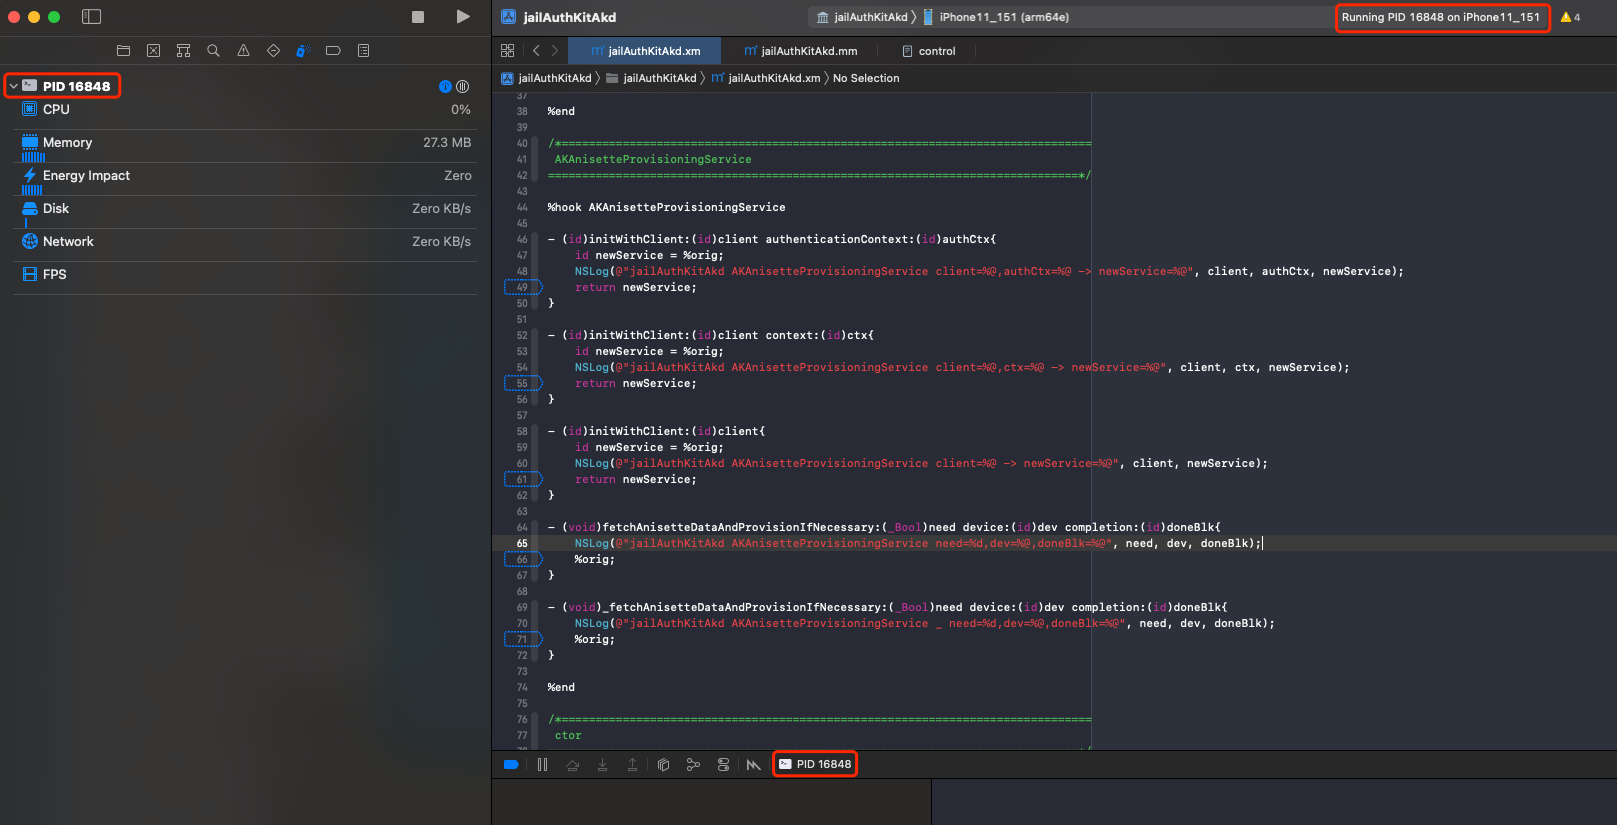 jailAuthKitAkd
jailAuthKitAkd 〉 iPhone11_151 (arm64e)
Running PID 16848 on iPhone11_151
4
jailAuthKitAkd.xm
jailAuthKitAkd.mm
control
jailAuthKitAkd 〉 jailAuthKitAkd 〉 jailAuthKitAkd.xm 〉 No Selection
PID 16848
CPU 0%
Memory 27.3 MB
Energy Impact Zero
Disk Zero KB/s
Network Zero KB/s
FPS
37
38 %end
39
40 /*==============================================================================
41 AKAnisetteProvisioningService
42 ==============================================================================*/
43
44 %hook AKAnisetteProvisioningService
45
46 - (id)initWithClient:(id)client authenticationContext:(id)authCtx{
47 id newService = %orig;
48 NSLog(@"jailAuthKitAkd AKAnisetteProvisioningService client=%@,authCtx=%@ -> newService=%@", client, authCtx, newService);
49 return newService;
50 }
51
52 - (id)initWithClient:(id)client context:(id)ctx{
53 id newService = %orig;
54 NSLog(@"jailAuthKitAkd AKAnisetteProvisioningService client=%@,ctx=%@ -> newService=%@", client, ctx, newService);
55 return newService;
56 }
57
58 - (id)initWithClient:(id)client{
59 id newService = %orig;
60 NSLog(@"jailAuthKitAkd AKAnisetteProvisioningService client=%@ -> newService=%@", client, newService);
61 return newService;
62 }
63
64 - (void)fetchAnisetteDataAndProvisionIfNecessary:(_Bool)need device:(id)dev completion:(id)doneBlk{
65 NSLog(@"jailAuthKitAkd AKAnisetteProvisioningService need=%d,dev=%@,doneBlk=%@", need, dev, doneBlk);
66 %orig;
67 }
68
69 - (void)_fetchAnisetteDataAndProvisionIfNecessary:(_Bool)need device:(id)dev completion:(id)doneBlk{
70 NSLog(@"jailAuthKitAkd AKAnisetteProvisioningService _ need=%d,dev=%@,doneBlk=%@", need, dev, doneBlk);
71 %orig;
72 }
73
74 %end
75
76 /*==============================================================================
77 ctor
PID 16848